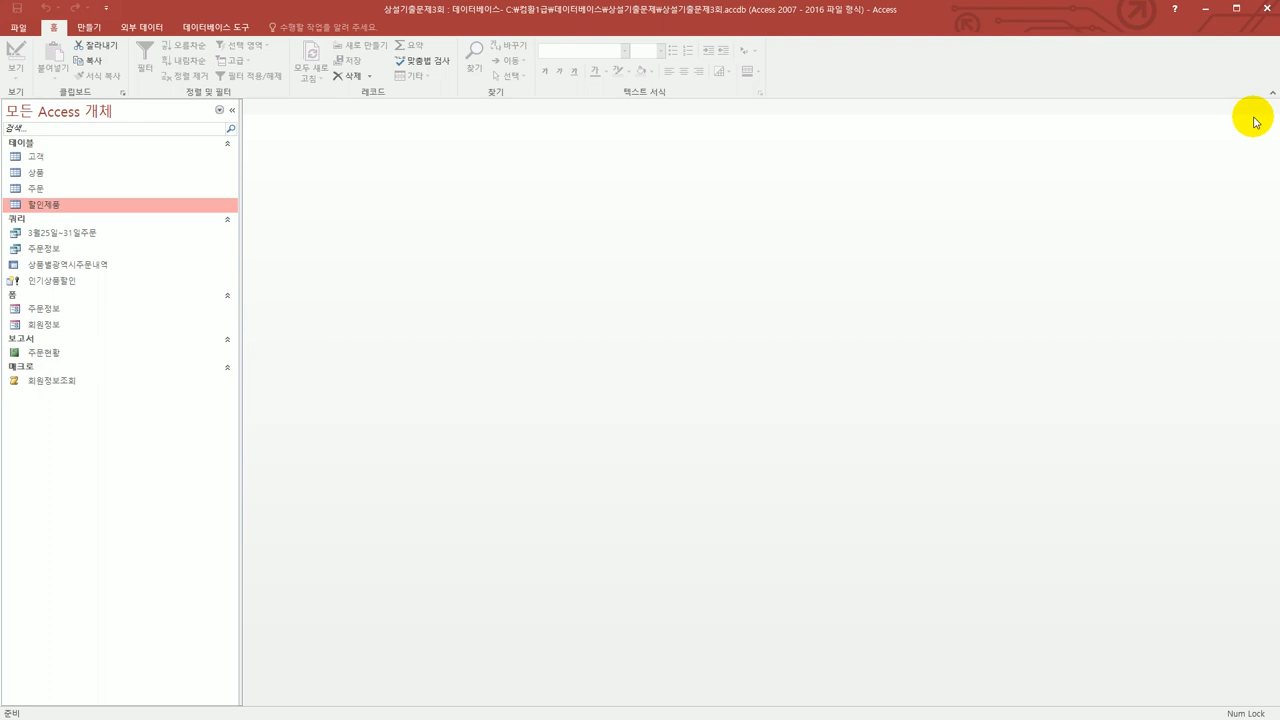 상설기출문제3회 : 데이터베이스- C:₩컴활1급₩데이터베이스₩상설기출문제₩상설기출문제3회.accdb (Access 2007 - 2016 파일 형식) - Access
?
파일 홈 만들기 외부 데이터 데이터베이스 도구 수행할 작업을 알려 주세요.
보기
붙여넣기
잘라내기
복사
서식 복사
필터
오름차순
내림차순
정렬 제거
선택 영역
고급
필터 적용/해제
모두 새로 고침
새로 만들기
저장
삭제
요약
맞춤법 검사
기타
찾기
바꾸기
이동
선택
가 가 가 가
보기 클립보드 정렬 및 필터 레코드 찾기 텍스트 서식
모든 Access 개체
검색...
테이블
고객
상품
주문
할인제품
쿼리
3월25일~31일주문
주문정보
상품별광역시주문내역
인기상품할인
폼
주문정보
회원정보
보고서
주문현황
매크로
회원정보조회
준비
Num Lock